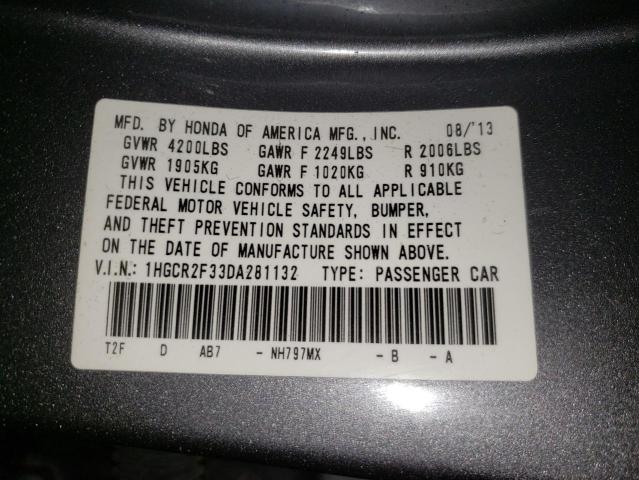 MFD. BY HONDA OF AMERICA MFG., INC. 08/'13
GVWR 4200LBS GAWR F 2249LBS R 2006LBS
GVWR 1905KG GAWR F 1020KG R 910KG
THIS VEHICLE CONFORMS TO ALL APPLICABLE
FEDERAL MOTOR VEHICLE SAFETY, BUMPER,
AND THEFT PREVENTION STANDARDS IN EFFECT
ON THE DATE OF MANUFACTURE SHOWN ABOVE.
V.I.N.: 1HGCR2F33DA281132 TYPE: PASSENGER CAR
T2F D AB7 - NH797MX - B - A